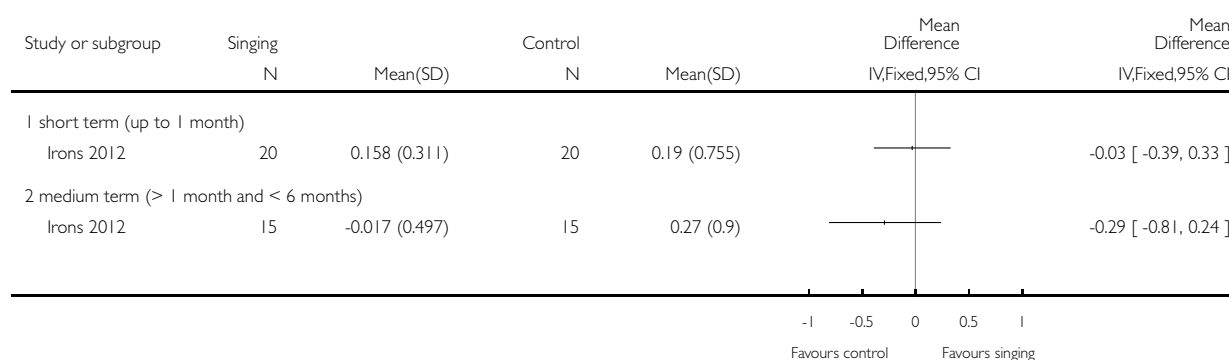 Study or subgroup Singing Control Mean Difference Mean Difference
N Mean(SD) N Mean(SD) IV,Fixed,95% CI IV,Fixed,95% CI
1 short term (up to 1 month)
Irons 2012 20 0.158 (0.311) 20 0.19 (0.755) -0.03 [ -0.39, 0.33 ]
2 medium term (> 1 month and < 6 months)
Irons 2012 15 -0.017 (0.497) 15 0.27 (0.9) -0.29 [ -0.81, 0.24 ]
-1 -0.5 0 0.5 1
Favours control Favours singing